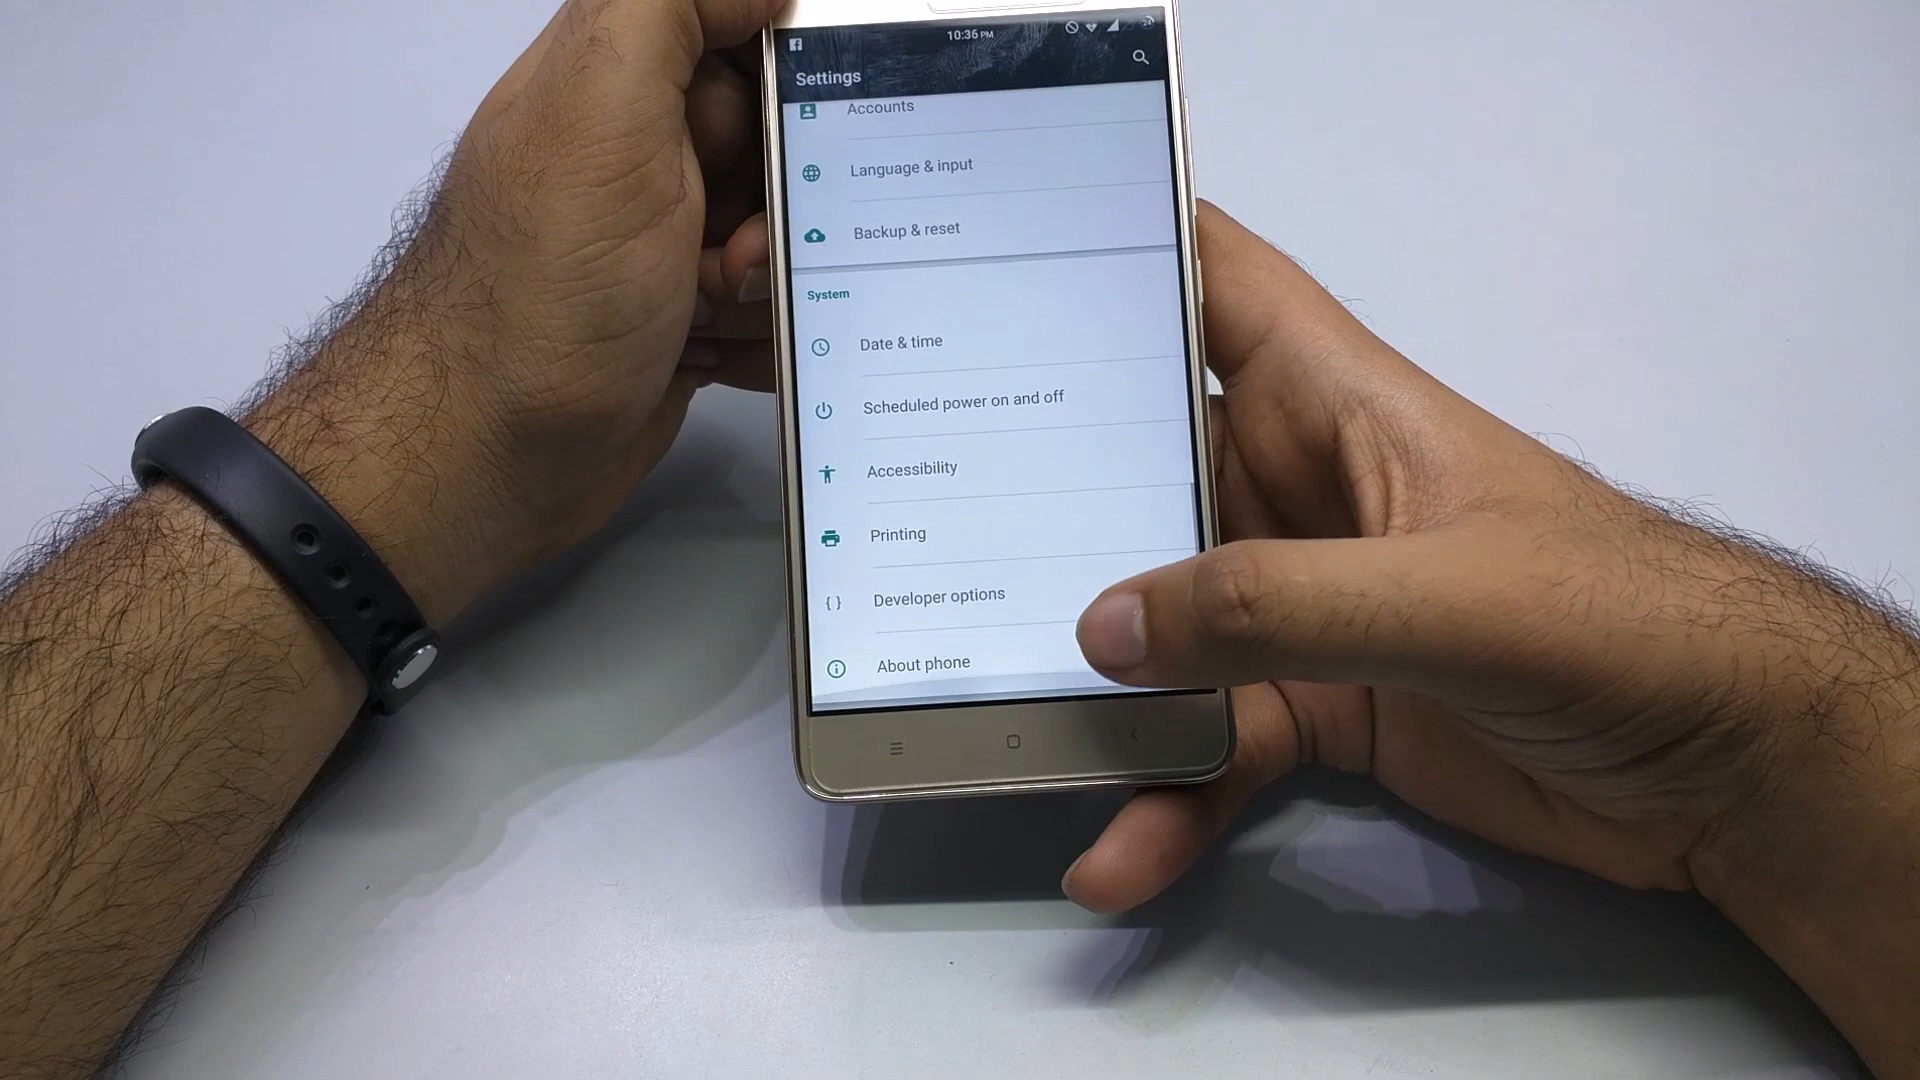 10:36 PM
24
Settings
Accounts
Language & input
Backup & reset
System
Date & time
Scheduled power on and off
Accessibility
Printing
{ } Developer options
About phone